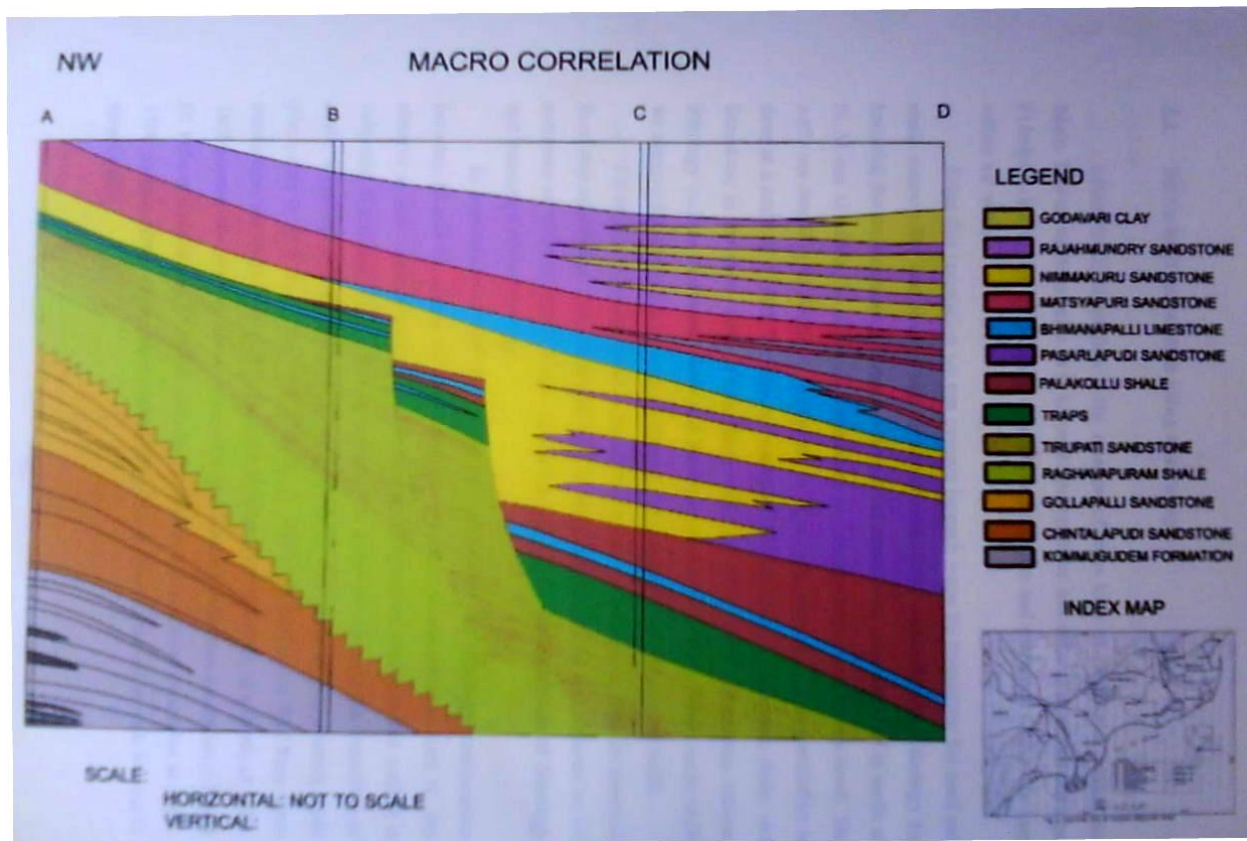 NW
MACRO CORRELATION
A
B
C
D
LEGEND
GODAVARI CLAY
RAJAHMUNDRY SANDSTONE
NIMMAKURU SANDSTONE
MATSYAPURI SANDSTONE
BHIMANAPALLI LIMESTONE
PASARLAPUDI SANDSTONE
PALAKOLLU SHALE
TRAPS
TIRUPATI SANDSTONE
RAGHAVAPURAM SHALE
GOLLAPALLI SANDSTONE
CHINTALAPUDI SANDSTONE
KOMMUGUDEM FORMATION
INDEX MAP
SCALE:
HORIZONTAL: NOT TO SCALE
VERTICAL: